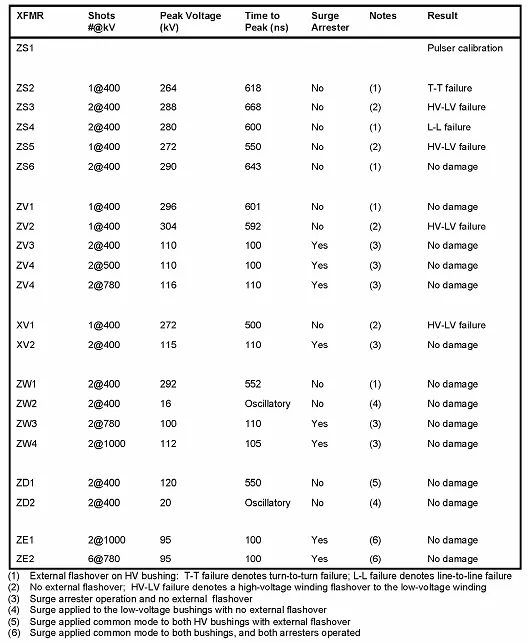 XFMR Shots Peak Voltage Time to Surge Notes Result
#@kV (kV) Peak (ns) Arrester
ZS1 Pulser calibration
ZS2 1@400 264 618 No (1) T-T failure
ZS3 2@400 288 668 No (2) HV-LV failure
ZS4 2@400 280 600 No (1) L-L failure
ZS5 1@400 272 550 No (2) HV-LV failure
ZS6 2@400 290 643 No (1) No damage
ZV1 1@400 296 601 No (1) No damage
ZV2 1@400 304 592 No (2) HV-LV failure
ZV3 2@400 110 100 Yes (3) No damage
ZV4 2@500 110 100 Yes (3) No damage
ZV4 2@780 116 110 Yes (3) No damage
XV1 1@400 272 500 No (2) HV-LV failure
XV2 2@400 115 110 Yes (3) No damage
ZW1 2@400 292 552 No (1) No damage
ZW2 2@400 16 Oscillatory No (4) No damage
ZW3 2@780 100 110 Yes (3) No damage
ZW4 2@1000 112 105 Yes (3) No damage
ZD1 2@400 120 550 No (5) No damage
ZD2 2@400 20 Oscillatory No (4) No damage
ZE1 2@1000 95 100 Yes (6) No damage
ZE2 6@780 95 100 Yes (6) No damage
(1) External flashover on HV bushing: T-T failure denotes turn-to-turn failure; L-L failure denotes line-to-line failure
(2) No external flashover; HV-LV failure denotes a high-voltage winding flashover to the low-voltage winding
(3) Surge arrester operation and no external flashover
(4) Surge applied to the low-voltage bushings with no external flashover
(5) Surge applied common mode to both HV bushings with external flashover
(6) Surge applied common mode to both bushings, and both arresters operated